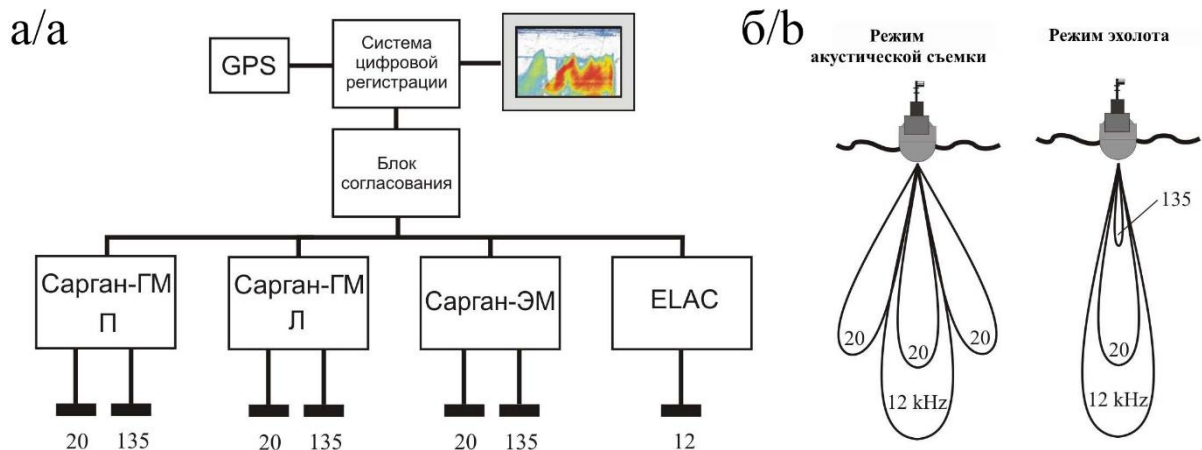 а/a
GPS
Система
цифровой
регистрации
Блок
согласования
Сарган-ГМ
П
Сарган-ГМ
Л
Сарган-ЭМ
ELAC
20
135
20
135
20
135
12
б/b
Режим
акустической съемки
Режим эхолота
20
20
20
12 kHz
135
20
12 kHz